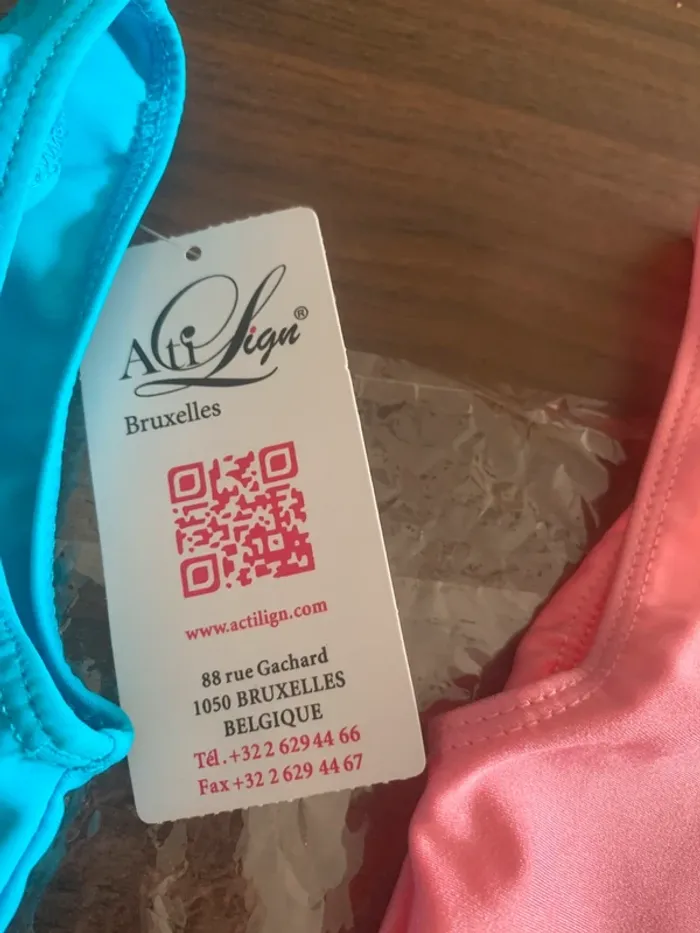 ActiLign®
Bruxelles
www.actilign.com
88 rue Gachard
1050 BRUXELLES
BELGIQUE
Tél.+32 2 629 44 66
Fax+32 2 629 44 67